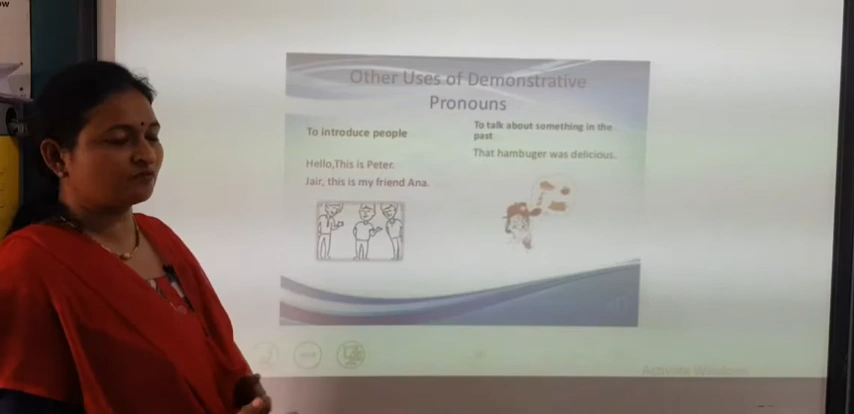 ow
Other Uses of Demonstrative
Pronouns
To introduce people
Hello,This is Peter.
Jair, this is my friend Ana.
To talk about something in the
past
That hambuger was delicious.
Activate Windows